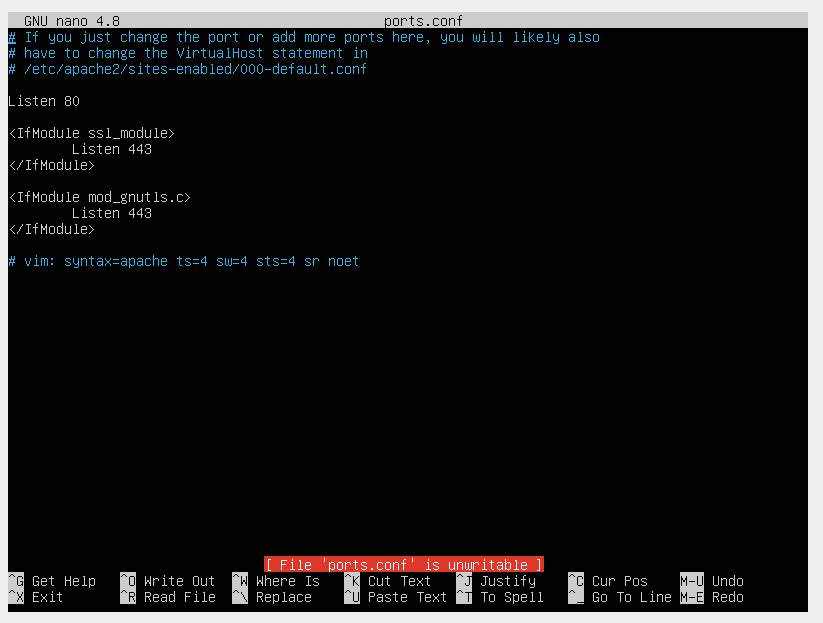 GNU nano 4.8 ports.conf
# If you just change the port or add more ports here, you will likely also
# have to change the VirtualHost statement in
# /etc/apache2/sites-enabled/000-default.conf
Listen 80
<IfModule ssl_module>
Listen 443
</IfModule>
<IfModule mod_gnutls.c>
Listen 443
</IfModule>
# vim: syntax=apache ts=4 sw=4 sts=4 sr noet
[ File 'ports.conf' is unwritable ]
^G Get Help ^O Write Out ^W Where Is ^K Cut Text ^J Justify ^C Cur Pos M-U Undo
^X Exit ^R Read File ^\ Replace ^U Paste Text ^T To Spell ^_ Go To Line M-E Redo